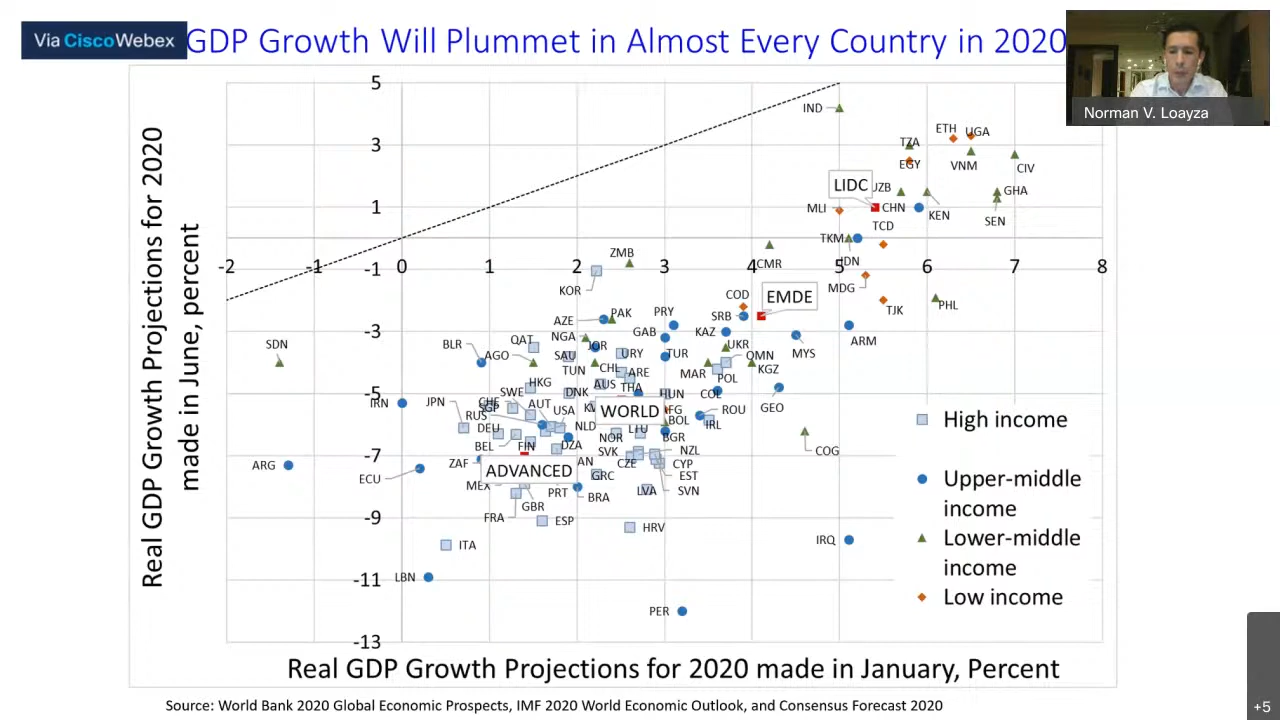 Via Cisco Webex
GDP Growth Will Plummet in Almost Every Country in 2020
Norman V. Loayza
Real GDP Growth Projections for 2020
made in June, percent
5
3
1
-1
-3
-5
-7
-9
-11
-13
-2 -1 0 1 2 3 4 5 6 7 8
IND
ETH UGA
TZA
EGY VNM CIV
LIDC UZB GHA
MLI CHN KEN SEN
TCD
TKM
ZMB CMR JDN
KOR MDG
COD EMDE
AZE PAK PRY SRB TJK PHL
SDN BLR QAT NGA JOR GAB KAZ ARM
AGO SAU URY TUR UKR OMN MYS
TUN CHL ARE MAR POL KGZ
HKG AUS THA
IRN JPN SWE DNK HUN COL GEO
CHE SGP AUT USA WORLD AFG ROU
RUS BOL IRL
DEU NLD LTU
BEL FIN DZA NOR BGR COG
ARG ZAF SVK NZL
ECU ADVANCED AN CZE CYP
GRC EST
MEX PRT BRA LVA SVN
FRA GBR
ESP HRV
ITA IRQ
LBN
PER
High income
Upper-middle
income
Lower-middle
income
Low income
Real GDP Growth Projections for 2020 made in January, Percent
Source: World Bank 2020 Global Economic Prospects, IMF 2020 World Economic Outlook, and Consensus Forecast 2020
+5